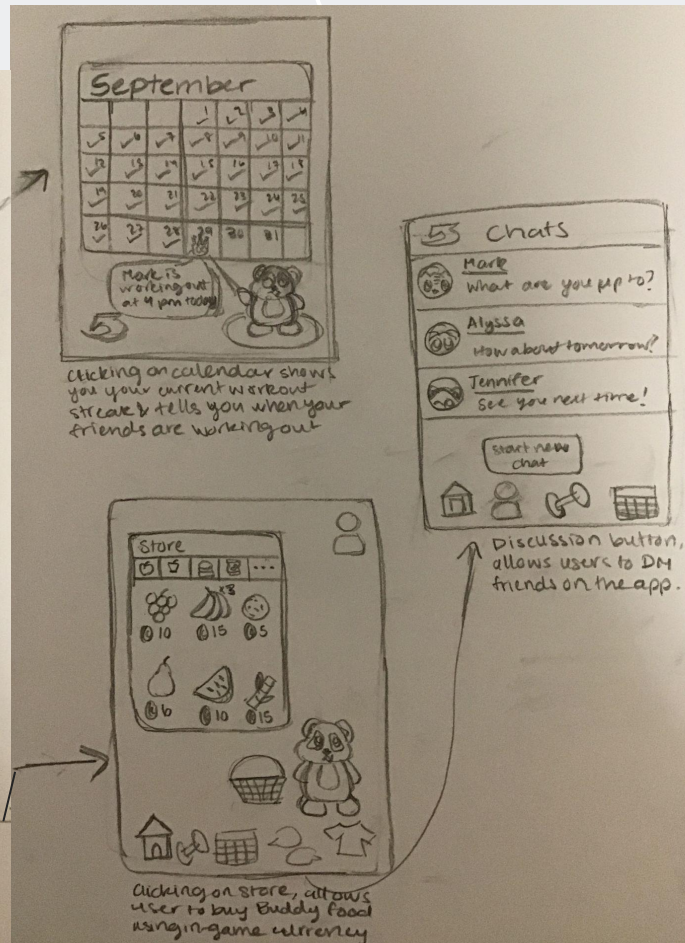 September
1 2 3 4
5 6 7 8 9 10 11
12 13 14 15 16 17 18
19 20 21 22 23 24 25
26 27 28 29 30 31
Mark is
working out
at 4 pm today
Clicking on calendar shows
you your current workout
streak & tells you when your
friends are working out
Chats
Mark
What are you up to?
Alyssa
How about tomorrow?
Jennifer
See you next time!
start new
chat
Discussion button,
allows users to DM
friends on the app.
Store
...
x3
10 15 5
6 10 15
Clicking on store, allows
user to buy Buddy food
using in-game currency